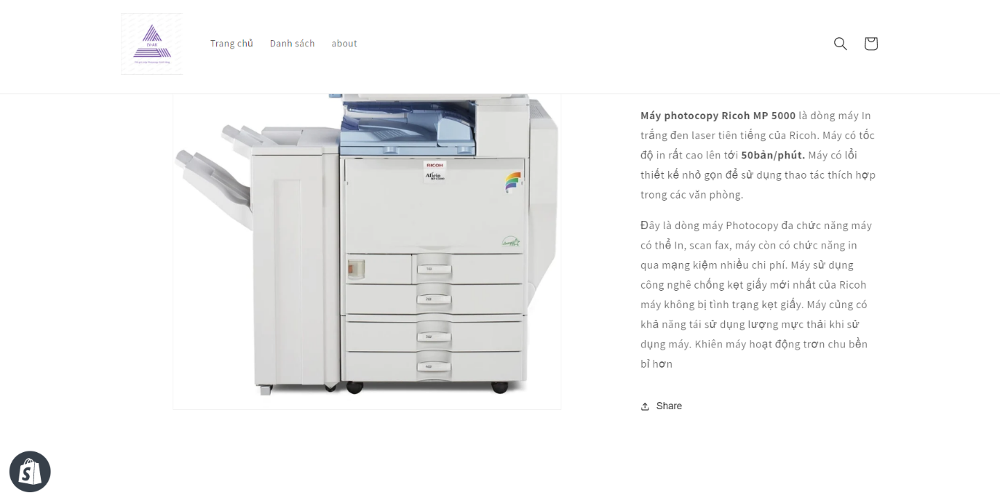 LV-AK
Trang chủ
Danh sách
about
RICOH
Aficio
Máy photocopy Ricoh MP 5000 là dòng máy In
trắng đen laser tiên tiếng của Ricoh. Máy có tốc
độ in rất cao lên tới 50bản/phút. Máy có lồi
thiết kế nhỏ gọn để sử dụng thao tác thích hợp
trong các văn phòng.
Đây là dòng máy Photocopy đa chức năng máy
có thể In, scan fax, máy còn có chức năng in
qua mạng kiệm nhiều chi phí. Máy sử dụng
công nghê chống kẹt giấy mới nhất của Ricoh
máy không bị tình trạng kẹt giấy. Máy củng có
khả năng tái sử dụng lượng mực thải khi sử
dụng máy. Khiên máy hoạt động trơn chu bền
bỉ hơn
Share